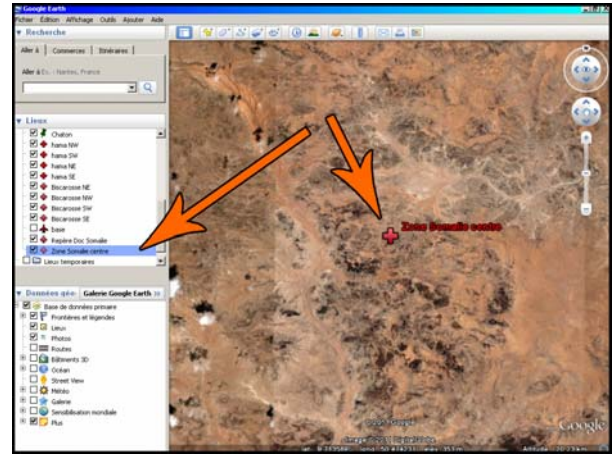 Google Earth
Fichier Édition Affichage Outils Ajouter Aide
Recherche
Aller à Commerces Itinéraires
Aller à Ex. : Nantes, France
Lieux
Chaton
hama NW
hama SW
hama NE
hama SE
Biscarosse NE
Biscarosse NW
Biscarosse SW
Biscarosse SE
base
Repère Doc Somalie
Zone Somalie centre
Lieux temporaires
Zone Somalie centre
Données gé Galerie Google Earth >>
Base de données primaire
Frontières et légendes
Lieux
Photos
Routes
Bâtiments 3D
Océan
Street View
Météo
Galerie
Sensibilisation mondiale
Plus
Google
Altitude